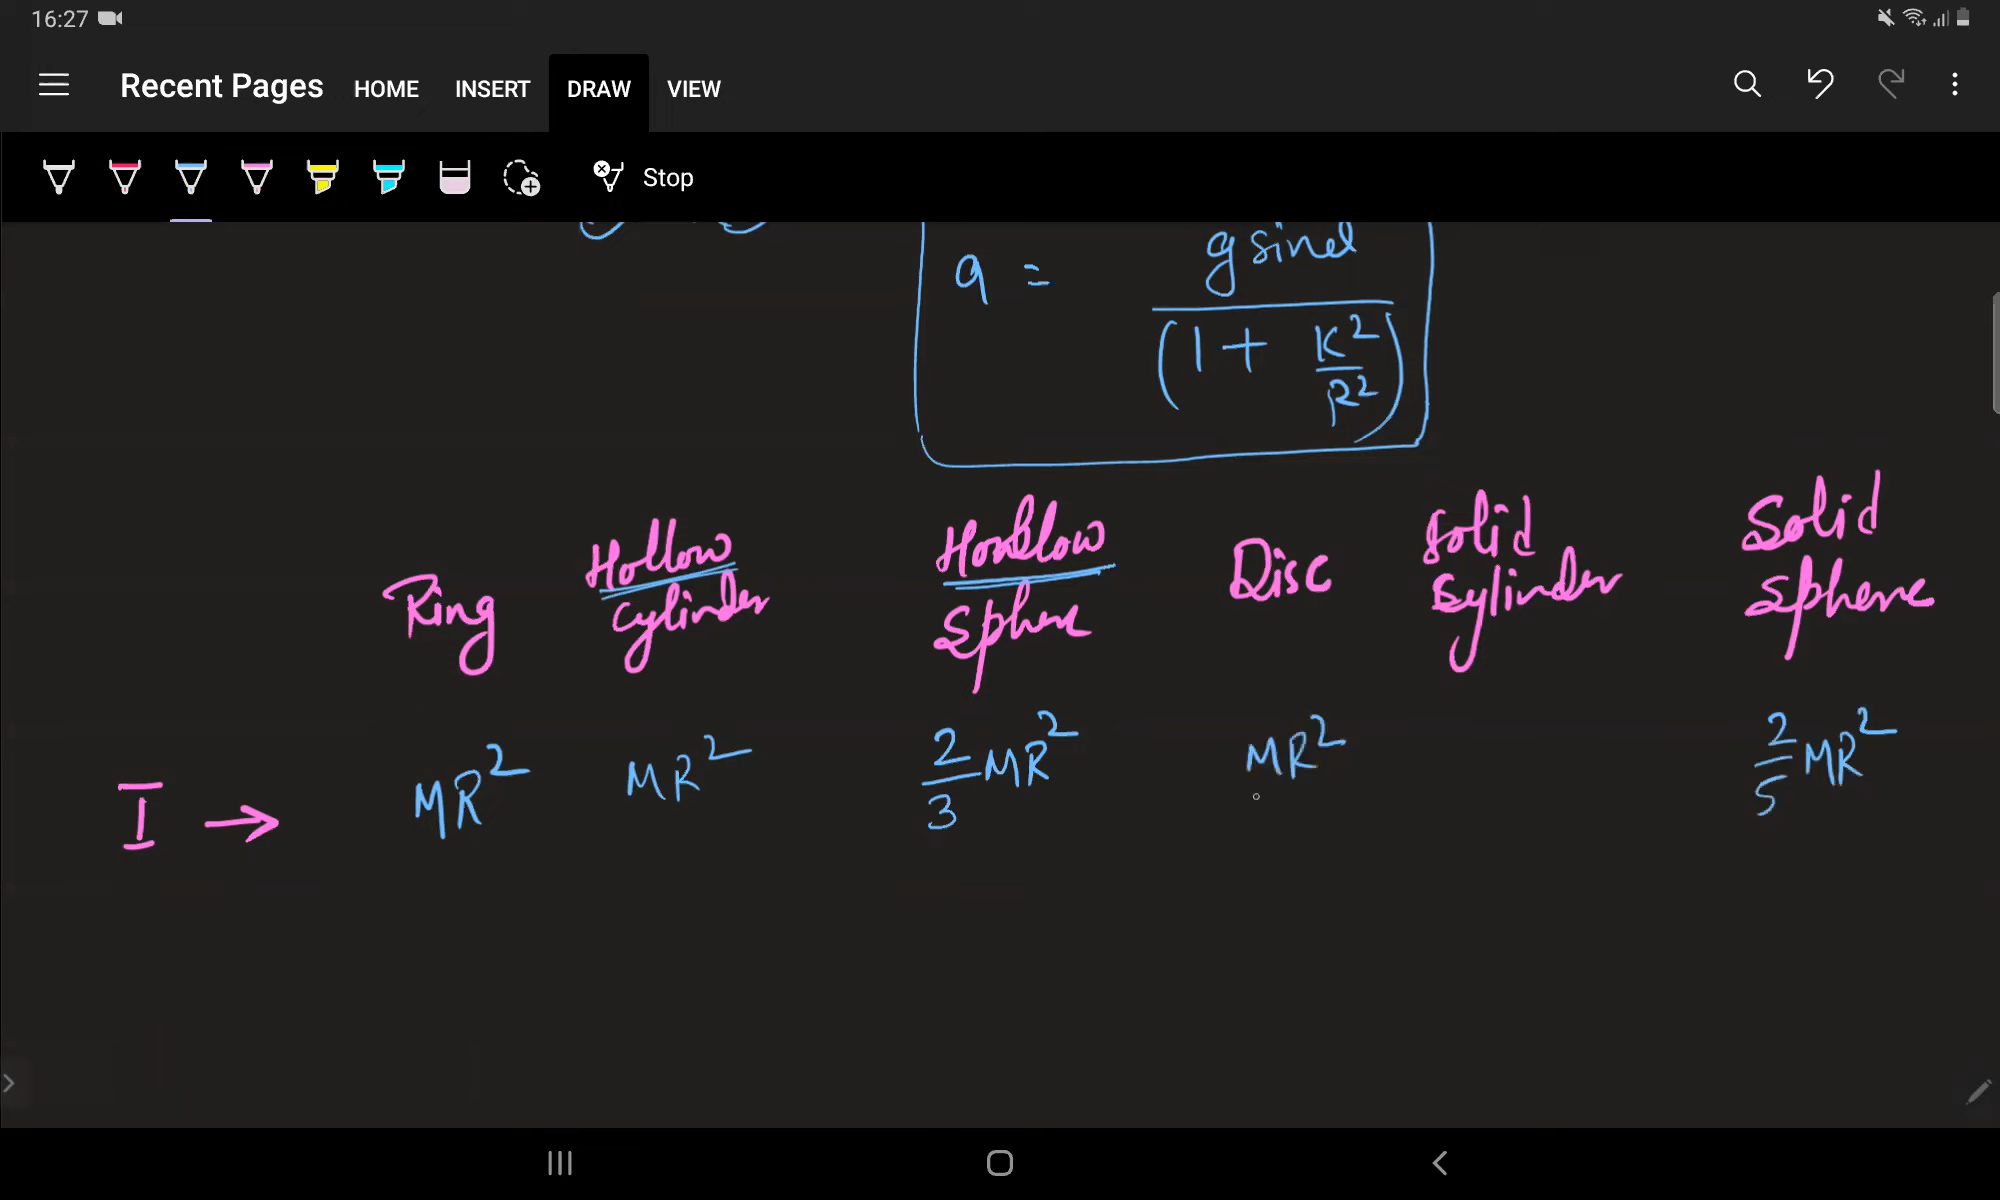 16:27
Recent Pages HOME INSERT DRAW VIEW
Stop
a = g sinα / (1 + K²/R²)
Ring
Hollow
Cylinder
Hollow
Sphere
Disc
Solid
Cylinder
Solid
Sphere
I → MR² MR² 2/3 MR² MR² 2/5 MR²